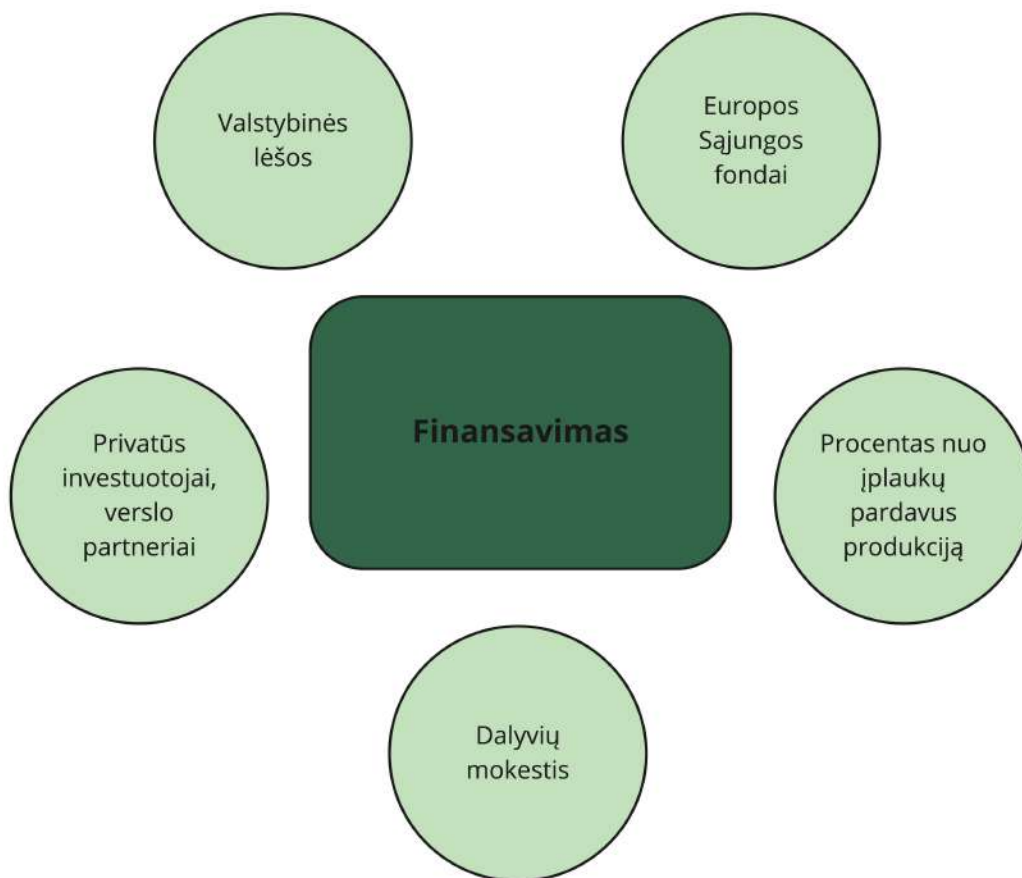 Valstybinės
lėšos
Europos
Sąjungos
fondai
Finansavimas
Privatūs
investuotojai,
verslo
partneriai
Procentas nuo
įplaukų
pardavus
produkciją
Dalyvių
mokestis